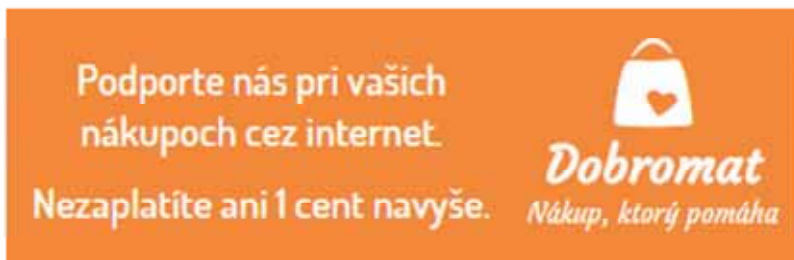 Podporte nás pri vašich
nákupoch cez internet.
Nezaplatíte ani 1 cent navyše.
Dobromat
Nákup, ktorý pomáha